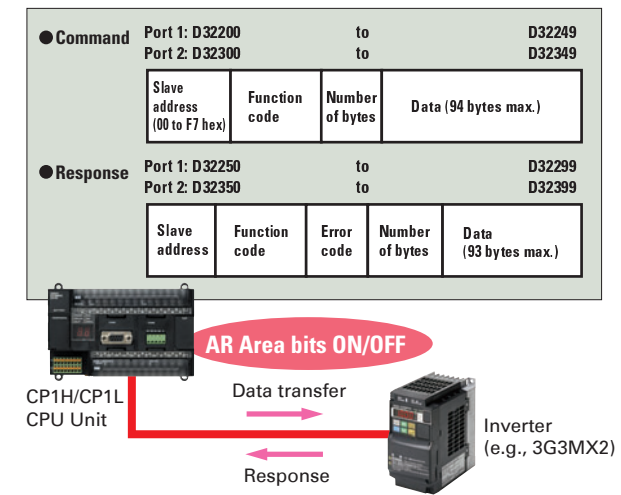 ●Command
Port 1: D32200 to D32249
Port 2: D32300 to D32349
Slave
address
(00 to F7 hex)
Function
code
Number
of bytes
Data (94 bytes max.)
●Response
Port 1: D32250 to D32299
Port 2: D32350 to D32399
Slave
address
Function
code
Error
code
Number
of bytes
Data
(93 bytes max.)
AR Area bits ON/OFF
CP1H/CP1L
CPU Unit
Data transfer
Response
Inverter
(e.g., 3G3MX2)